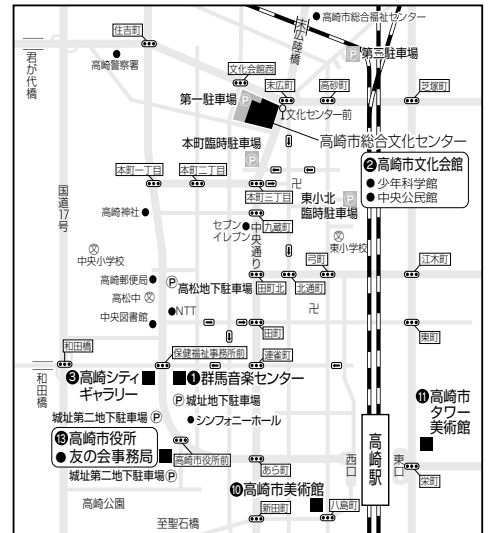 高崎市総合福祉センター
住吉町
末広陸橋
君が代橋
高崎警察署
第三駐車場
P
文化会館西
末広町
高砂町
芝塚町
第一駐車場
P
文化センター前
高崎市総合文化センター
本町臨時駐車場
P
❷高崎市文化会館
●少年科学館
●中央公民館
本町一丁目
本町二丁目
本町三丁目
東小
臨時駐車場
P
国道17号
高崎神社
セブン
イレブン
九蔵町
中央通り
文
東小学校
文
中央小学校
弓町
江木町
高崎郵便局
P高松地下駐車場
田町北
北通町
高松中 文
NTT
中央図書館
田町
東町
和田橋
保健福祉事務所前
連雀町
和田橋
❸高崎シティ
ギャラリー
❶群馬音楽センター
⓫高崎市
タワー
美術館
P城址地下駐車場
城址第二地下駐車場P
シンフォニーホール
⓭高崎市役所
●友の会事務局
高崎市役所前
城址第二地下駐車場P
あら町
西口
高崎駅
東口
栄町
❿高崎市美術館
高崎公園
新田町
八島町
至聖石橋